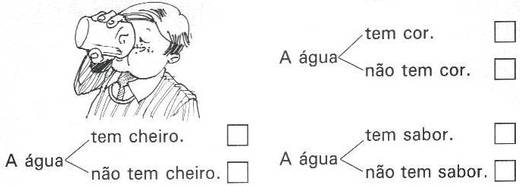 tem cor.
A água
não tem cor.
tem cheiro.
A água
não tem cheiro.
tem sabor.
A água
não tem sabor.